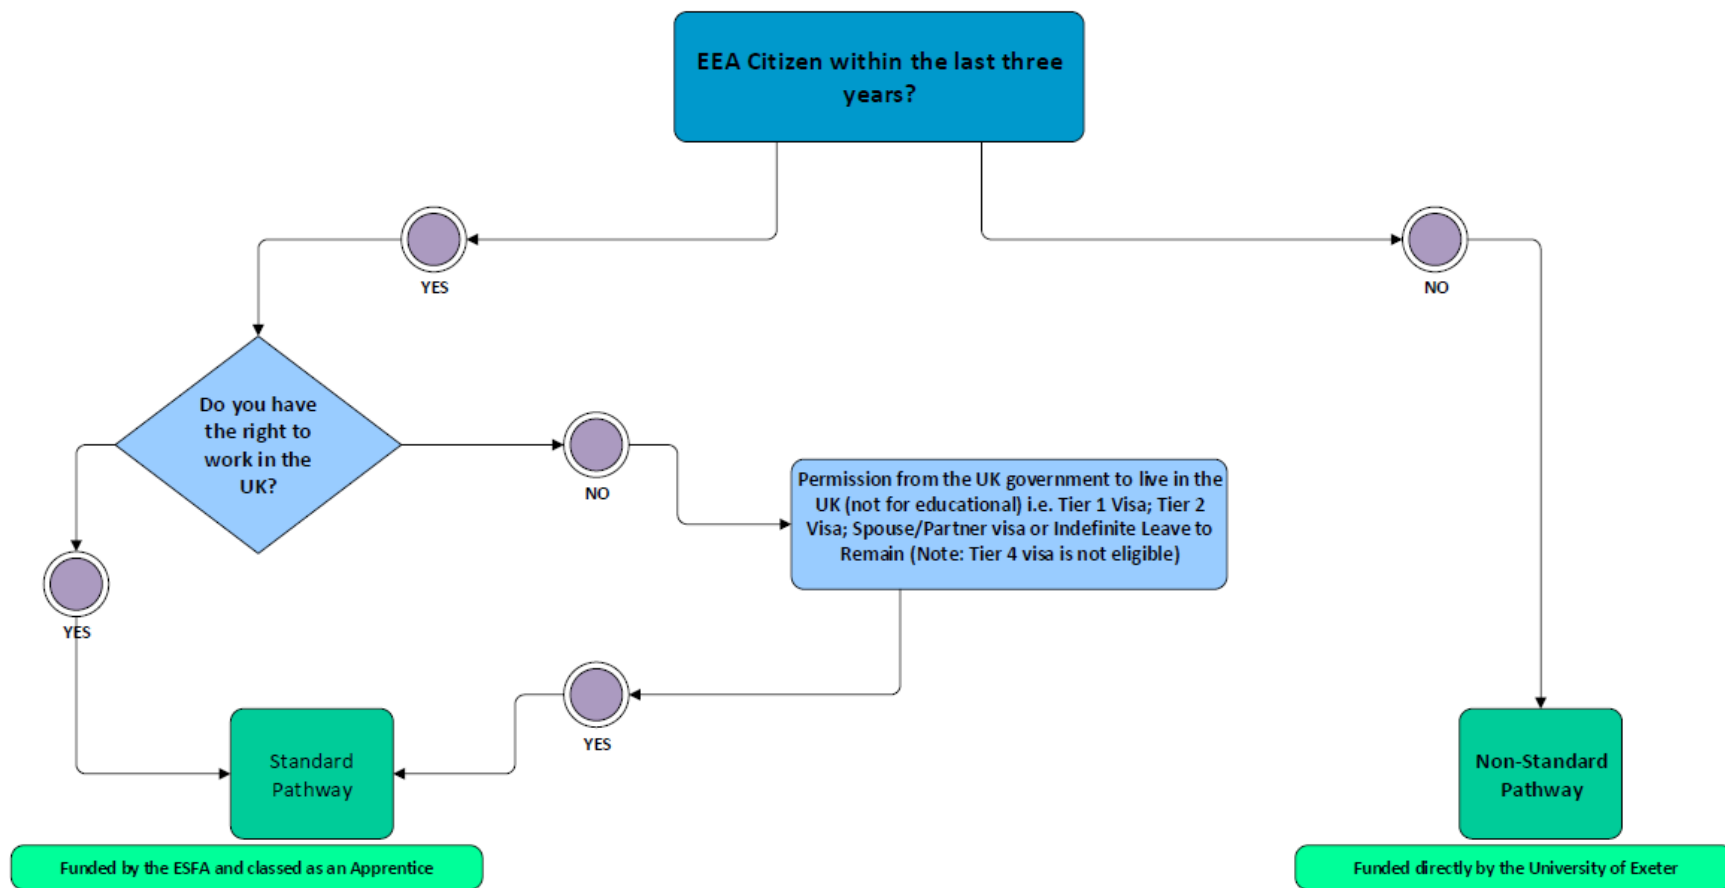 EEA Citizen within the last three
years?
YES
NO
Do you have
the right to
work in the
UK?
NO
Permission from the UK government to live in the
UK (not for educational) i.e. Tier 1 Visa; Tier 2
Visa; Spouse/Partner visa or Indefinite Leave to
Remain (Note: Tier 4 visa is not eligible)
YES
YES
Standard
Pathway
Non-Standard
Pathway
Funded by the ESFA and classed as an Apprentice
Funded directly by the University of Exeter